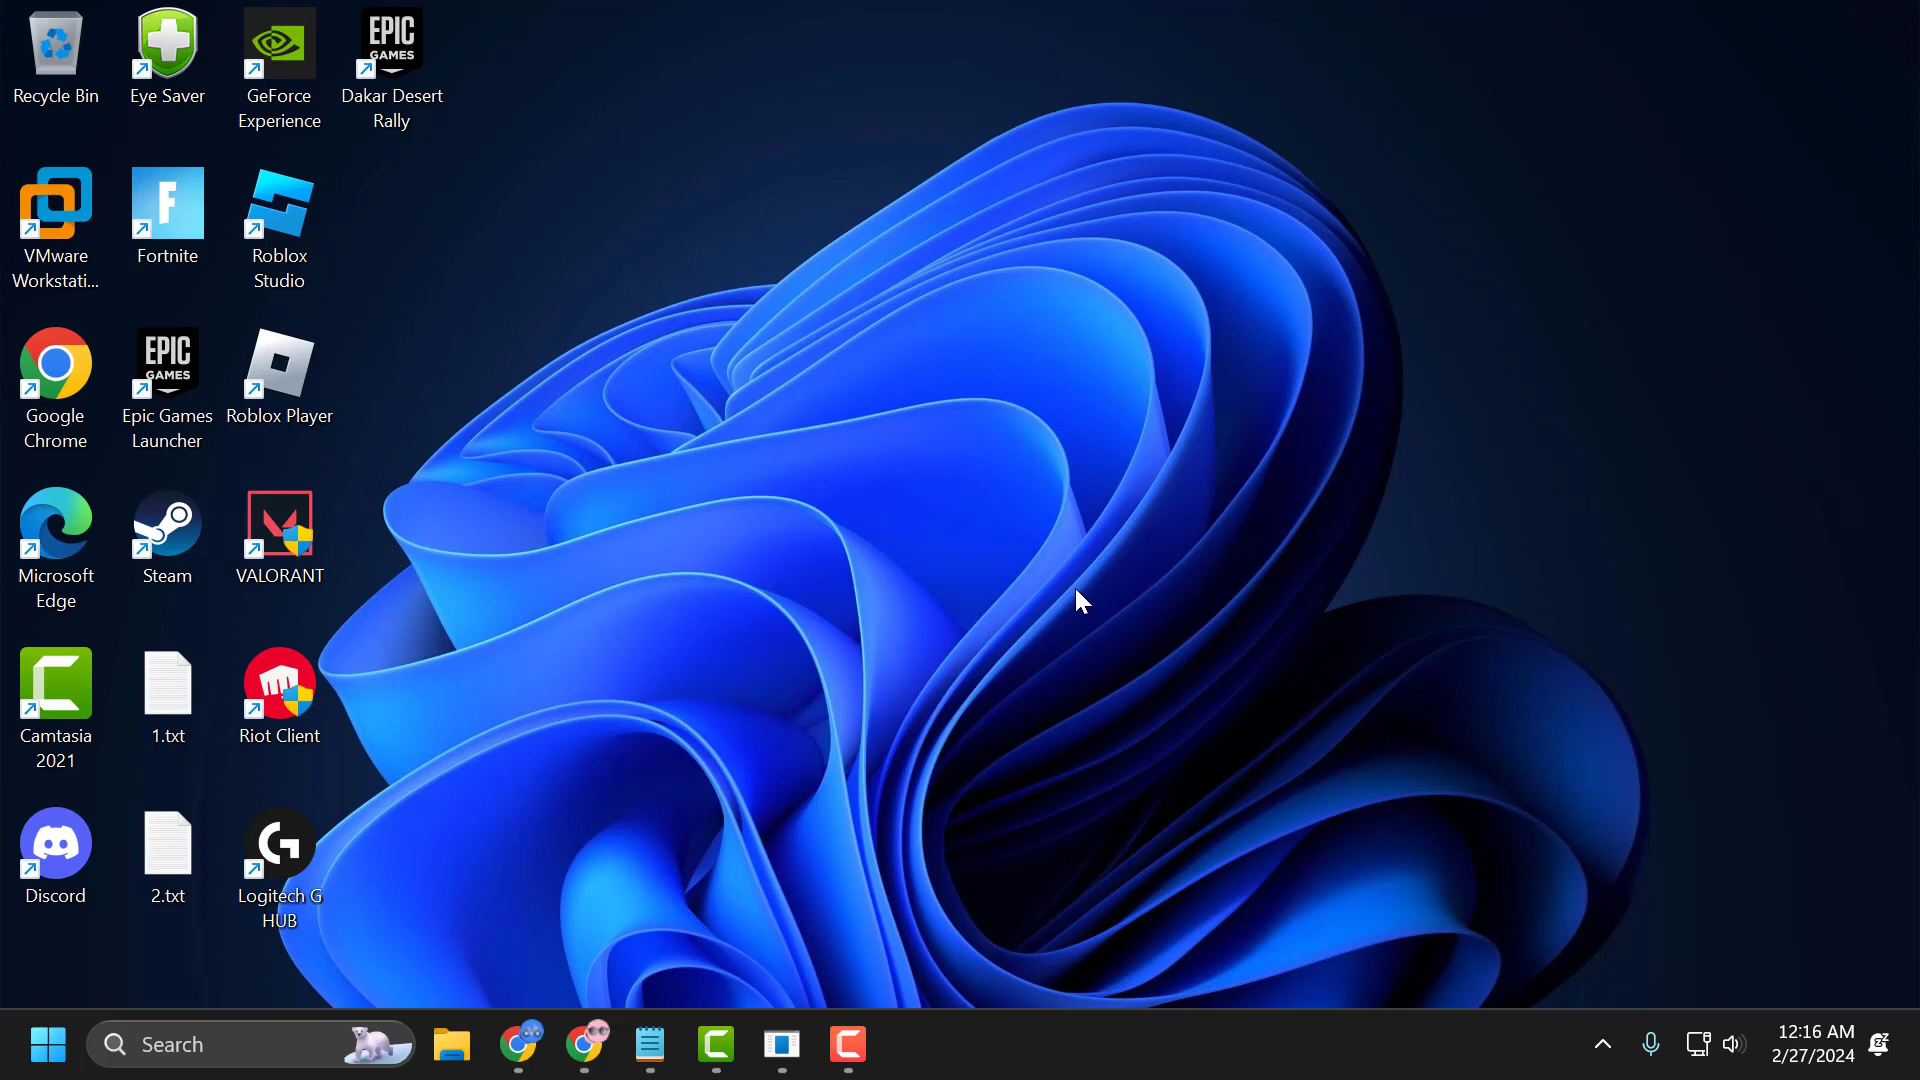 Recycle Bin
Eye Saver
GeForce
Experience
EPIC
GAMES
Dakar Desert
Rally
VMware
Workstati...
F
Fortnite
Roblox
Studio
Google
Chrome
EPIC
GAMES
Epic Games
Launcher
Roblox Player
Microsoft
Edge
Steam
VALORANT
Camtasia
2021
1.txt
Riot Client
Discord
2.txt
Logitech G
HUB
Search
12:16 AM
2/27/2024